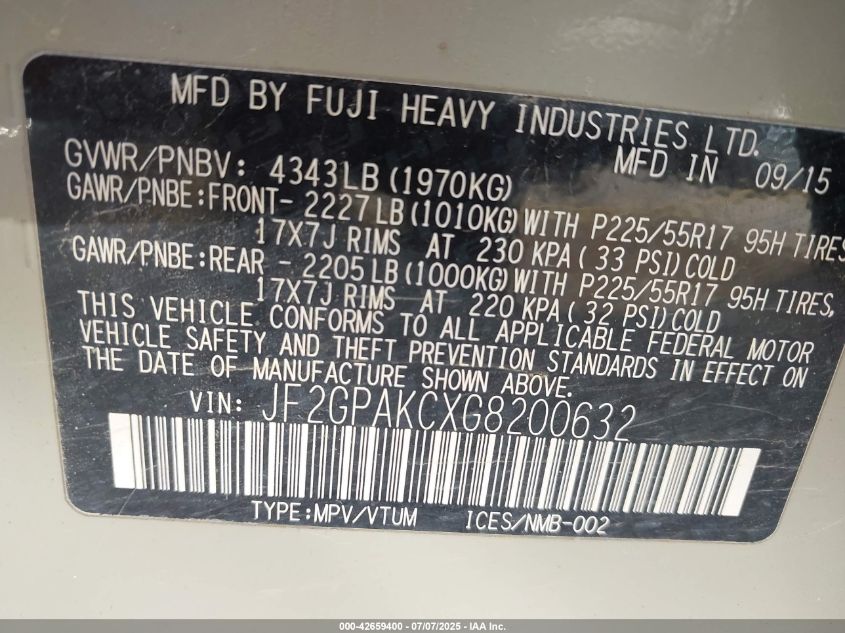 MFD BY FUJI HEAVY INDUSTRIES LTD.
GVWR/PNBV: 4343LB (1970KG) MFD IN 09/15
GAWR/PNBE:FRONT- 2227LB (1010KG) WITH P225/55R17 95H TIRES
17X7J RIMS AT 230 KPA ( 33 PSI) COLD
GAWR/PNBE:REAR - 2205LB (1000KG) WITH P225/55R17 95H TIRES,
17X7J RIMS AT 220 KPA ( 32 PSI) COLD
THIS VEHICLE CONFORMS TO ALL APPLICABLE FEDERAL MOTOR
VEHICLE SAFETY AND THEFT PREVENTION STANDARDS IN EFFECT ON
THE DATE OF MANUFACTURE SHOWN ABOVE.
VIN: JF2GPAKCXG8200632
TYPE:MPV/VTUM ICES/NMB-002
000-42659400 - 07/07/2025 - IAA Inc.